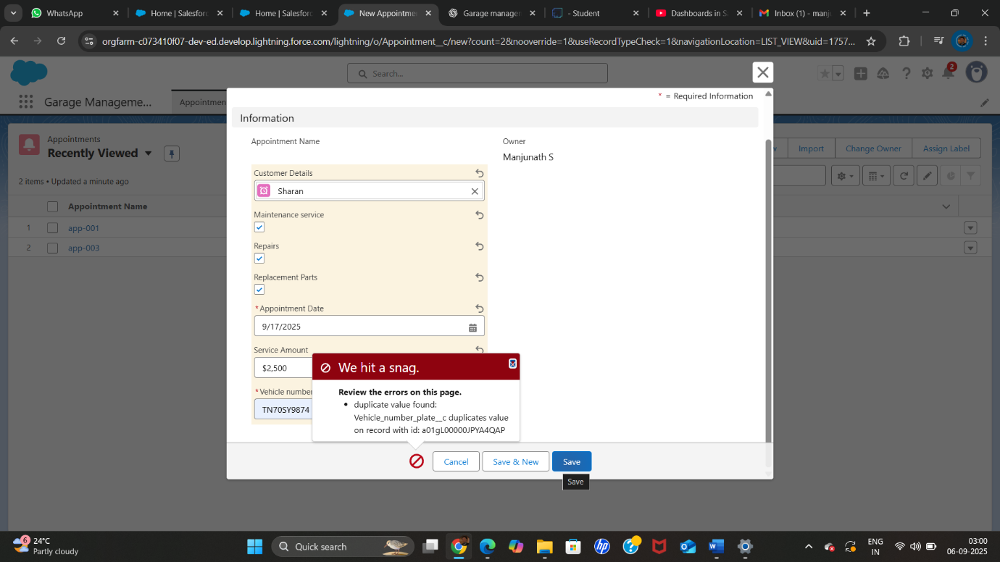 WhatsApp
Home | Salesforc
Home | Salesforc
New Appointme
Garage manager
- Student
Dashboards in S
Inbox (1) - manj
orgfarm-c073410f07-dev-ed.develop.lightning.force.com/lightning/o/Appointment__c/new?count=2&nooverride=1&useRecordTypeCheck=1&navigationLocation=LIST_VIEW&uid=1757...
Search...
2
Garage Manageme...
Appointmen
* = Required Information
Information
Appointment Name
Owner
Manjunath S
Appointments
Recently Viewed
w
Import
Change Owner
Assign Label
2 items • Updated a minute ago
Appointment Name
1 app-001
2 app-003
Customer Details
Sharan
Maintenance service
Repairs
Replacement Parts
*Appointment Date
9/17/2025
Service Amount
$2,500
*Vehicle number
TN70SY9874
We hit a snag.
Review the errors on this page.
• duplicate value found:
Vehicle_number_plate__c duplicates value
on record with id: a01gL00000JPYA4QAP
Cancel
Save & New
Save
Save
6
24°C
Partly cloudy
Quick search
ENG
IN
03:00
06-09-2025